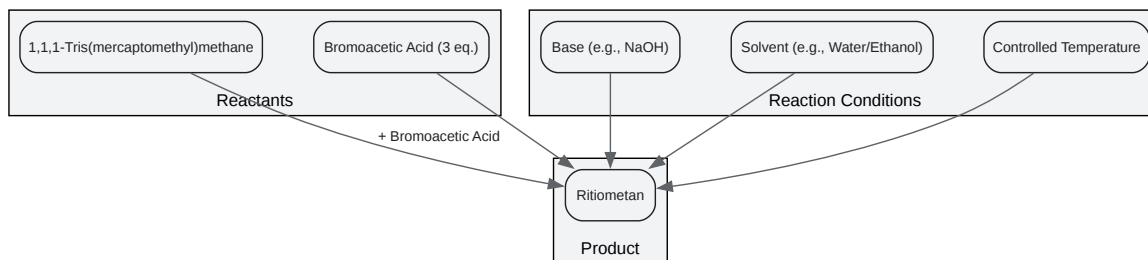 1,1,1-Tris(mercaptomethyl)methane
Bromoacetic Acid (3 eq.)
Reactants
Base (e.g., NaOH)
Solvent (e.g., Water/Ethanol)
Controlled Temperature
Reaction Conditions
+ Bromoacetic Acid
Ritiometan
Product